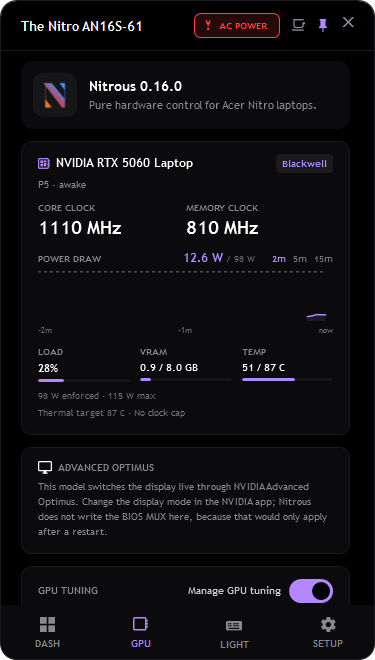 The Nitro AN16S-61
AC POWER
Nitrous 0.16.0
Pure hardware control for Acer Nitro laptops.
NVIDIA RTX 5060 Laptop
Blackwell
P5 · awake
CORE CLOCK
MEMORY CLOCK
1110 MHz
810 MHz
POWER DRAW
12.6 W / 98 W
2m 5m 15m
-2m
-1m
now
LOAD
VRAM
TEMP
28%
0.9 / 8.0 GB
51 / 87 C
98 W enforced · 115 W max
Thermal target 87 C · No clock cap
ADVANCED OPTIMUS
This model switches the display live through NVIDIA Advanced
Optimus. Change the display mode in the NVIDIA app; Nitrous
does not write the BIOS MUX here, because that would only apply
after a restart.
GPU TUNING
Manage GPU tuning
DASH
GPU
LIGHT
SETUP